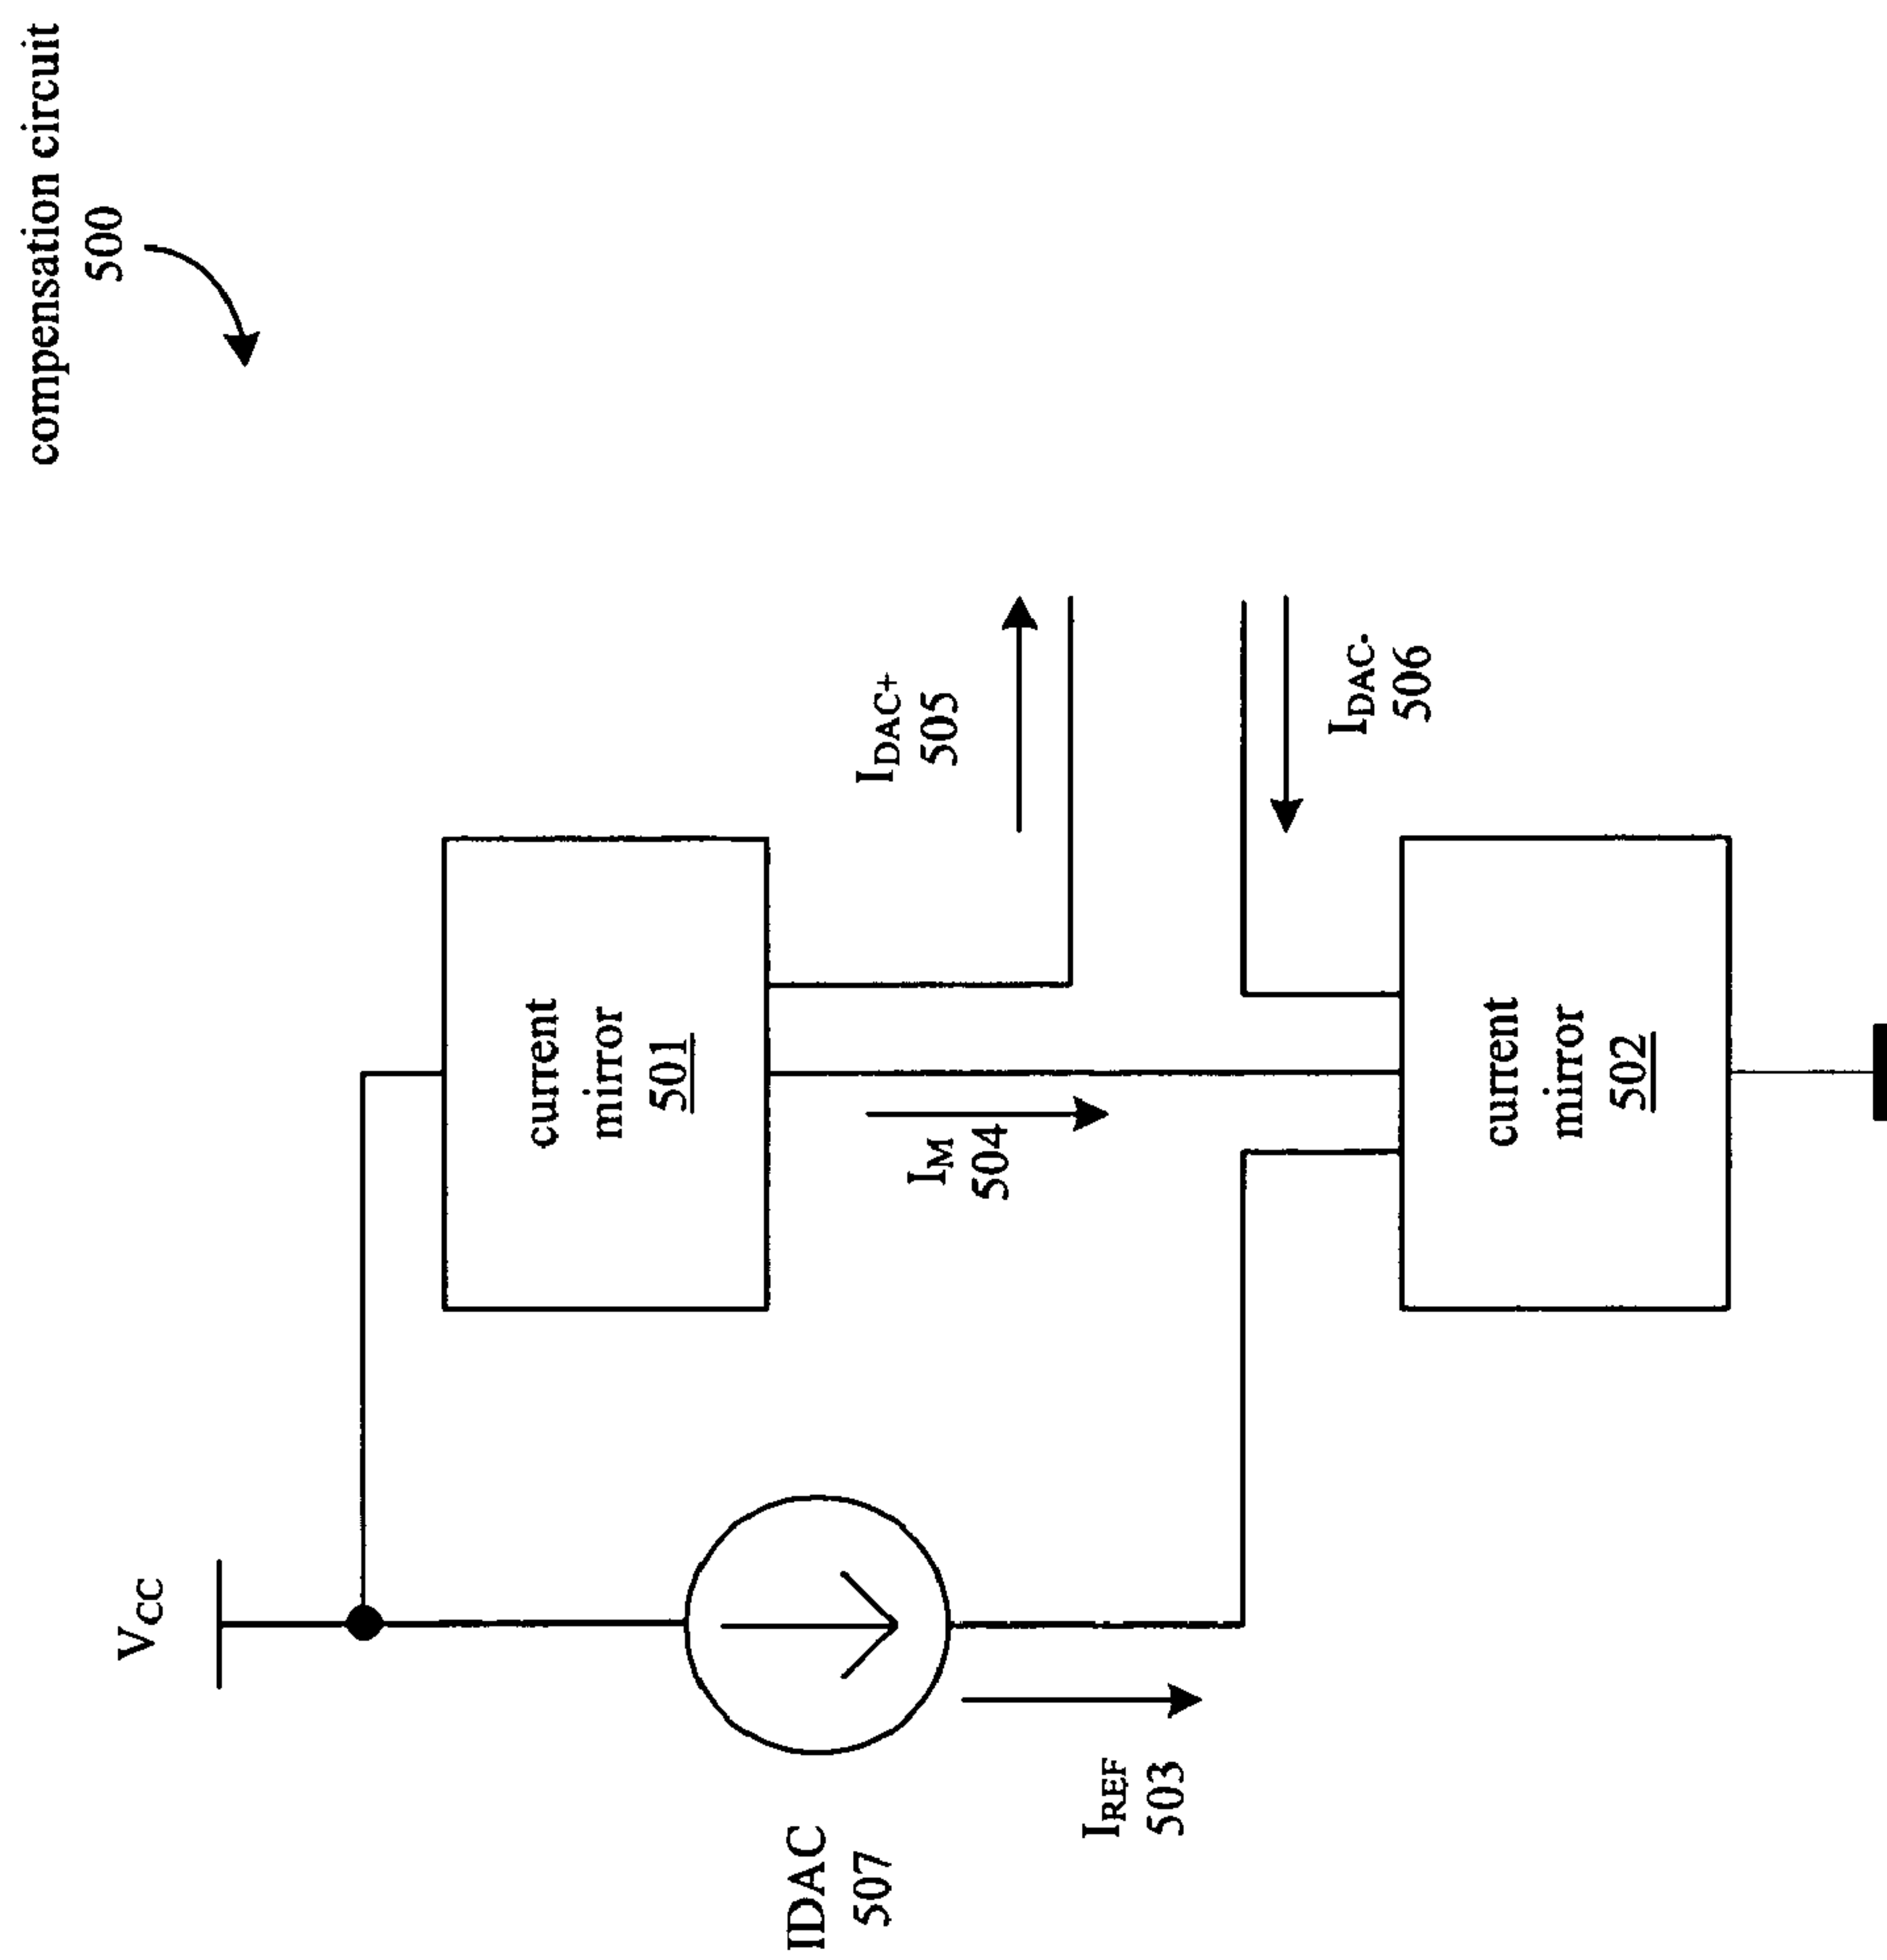 compensation circuit
500
VCC
current
mirror
501
IDAC+
505
IDAC
507
IM
504
IREF
503
IDAC-
506
current
mirror
502